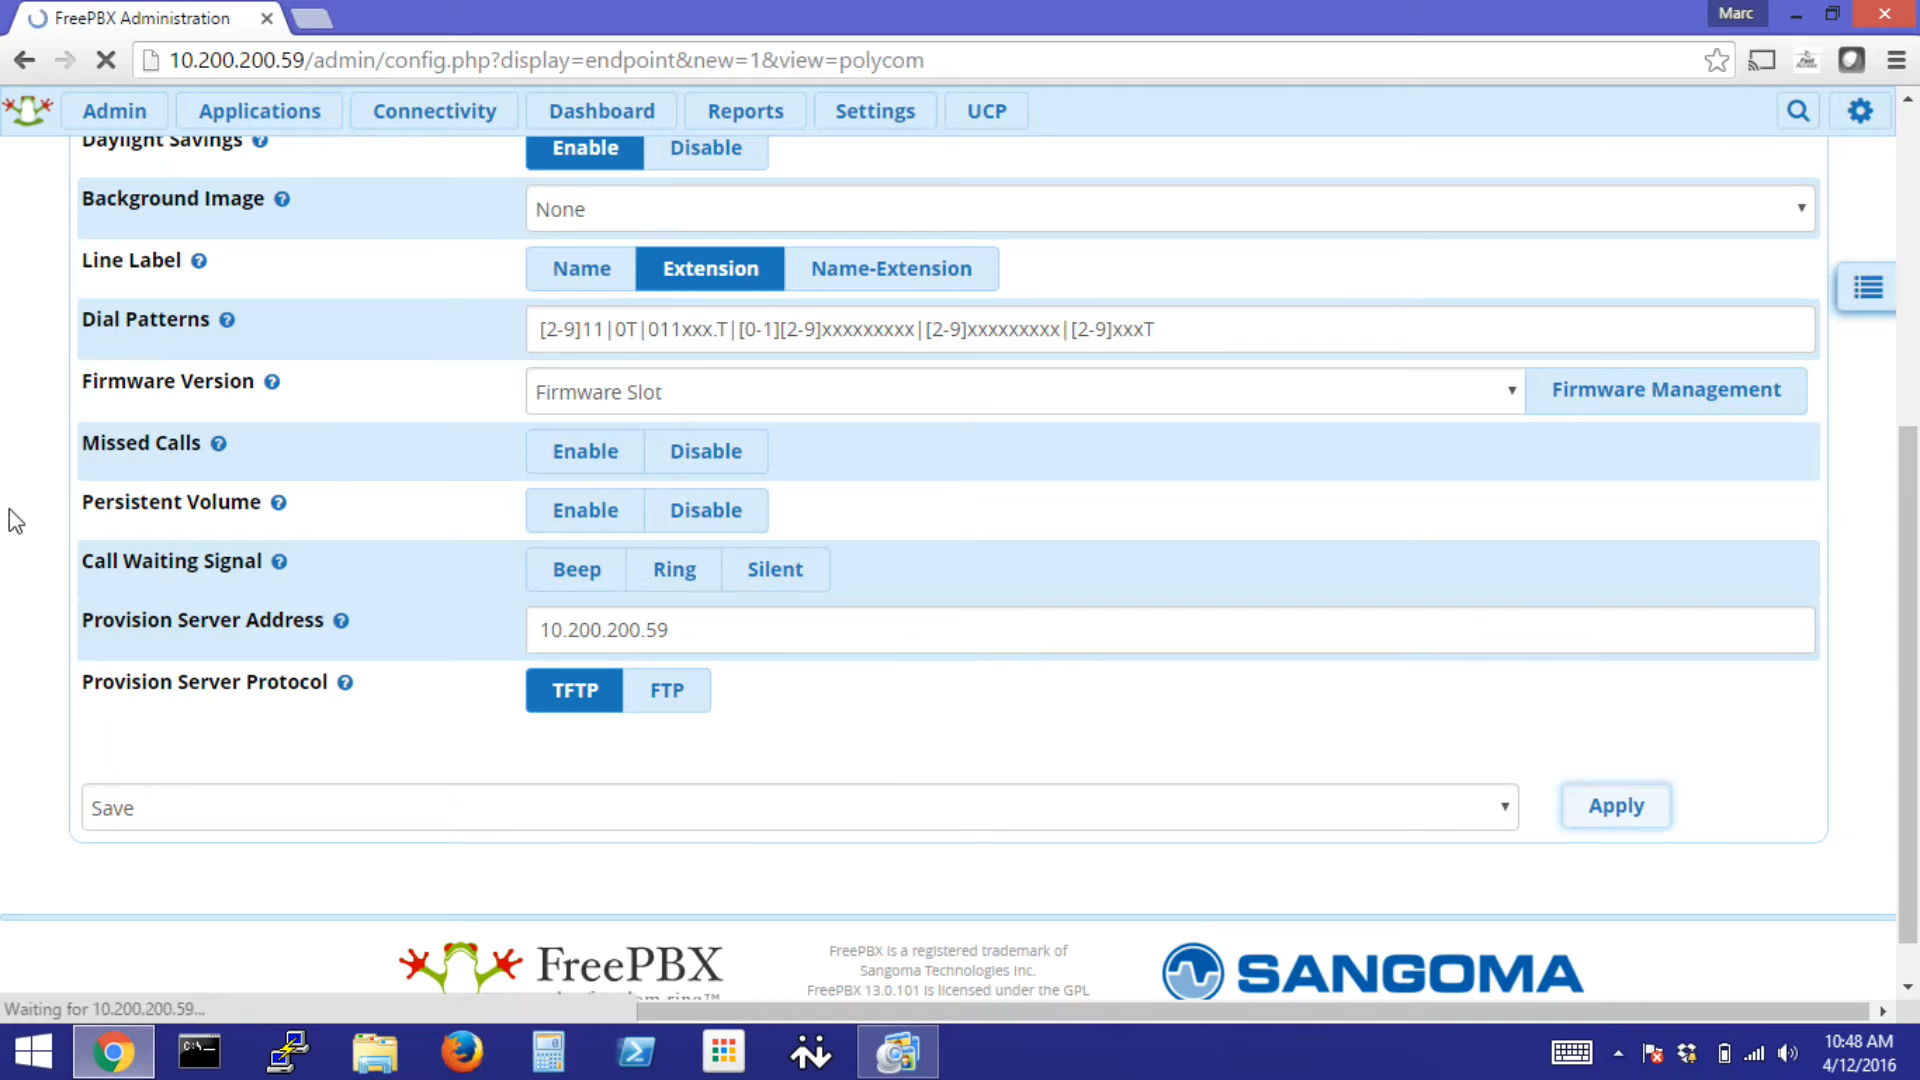 FreePBX Administration
Marc
10.200.200.59/admin/config.php?display=endpoint&new=1&view=polycom
Admin
Applications
Connectivity
Dashboard
Reports
Settings
UCP
Daylight Savings
Enable
Disable
Background Image
None
Line Label
Name
Extension
Name-Extension
Dial Patterns
[2-9]11|0T|011xxx.T|[0-1][2-9]xxxxxxxxx|[2-9]xxxxxxxxx|[2-9]xxxT
Firmware Version
Firmware Slot
Firmware Management
Missed Calls
Enable
Disable
Persistent Volume
Enable
Disable
Call Waiting Signal
Beep
Ring
Silent
Provision Server Address
10.200.200.59
Provision Server Protocol
TFTP
FTP
Save
Apply
FreePBX
FreePBX is a registered trademark of
Sangoma Technologies Inc.
FreePBX 13.0.101 is licensed under the GPL
SANGOMA
Waiting for 10.200.200.59...
C:\
10:48 AM
4/12/2016